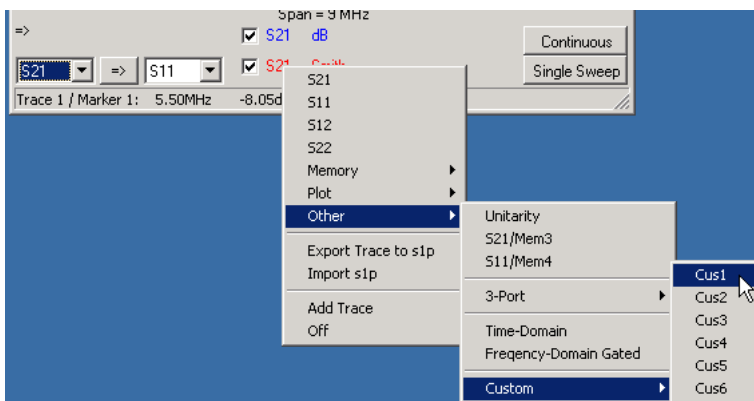 Span = 9 MHz
=>
S21 dB
Continuous
S21 => S11
S21 Smith
Single Sweep
Trace 1 / Marker 1: 5.50MHz -8.05d
S21
S11
S12
S22
Memory
Plot
Other
Export Trace to s1p
Import s1p
Add Trace
Off
Unitarity
S21/Mem3
S11/Mem4
3-Port
Time-Domain
Freqency-Domain Gated
Custom
Cus1
Cus2
Cus3
Cus4
Cus5
Cus6